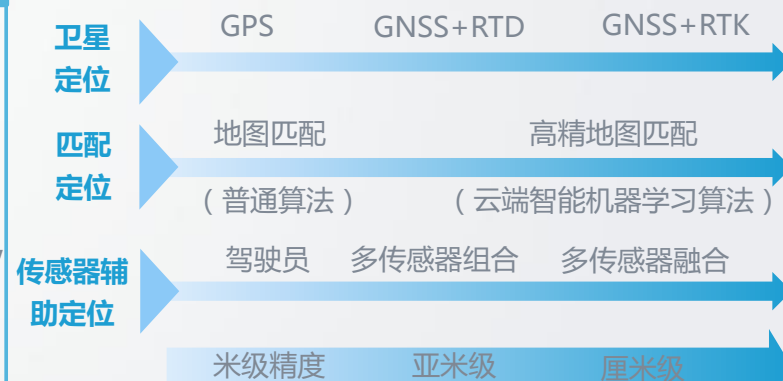 卫星
定位
GPS GNSS+RTD GNSS+RTK
匹配
定位
地图匹配 高精地图匹配
（普通算法） （云端智能机器学习算法）
传感器辅
助定位
驾驶员 多传感器组合 多传感器融合
米级精度 亚米级 厘米级